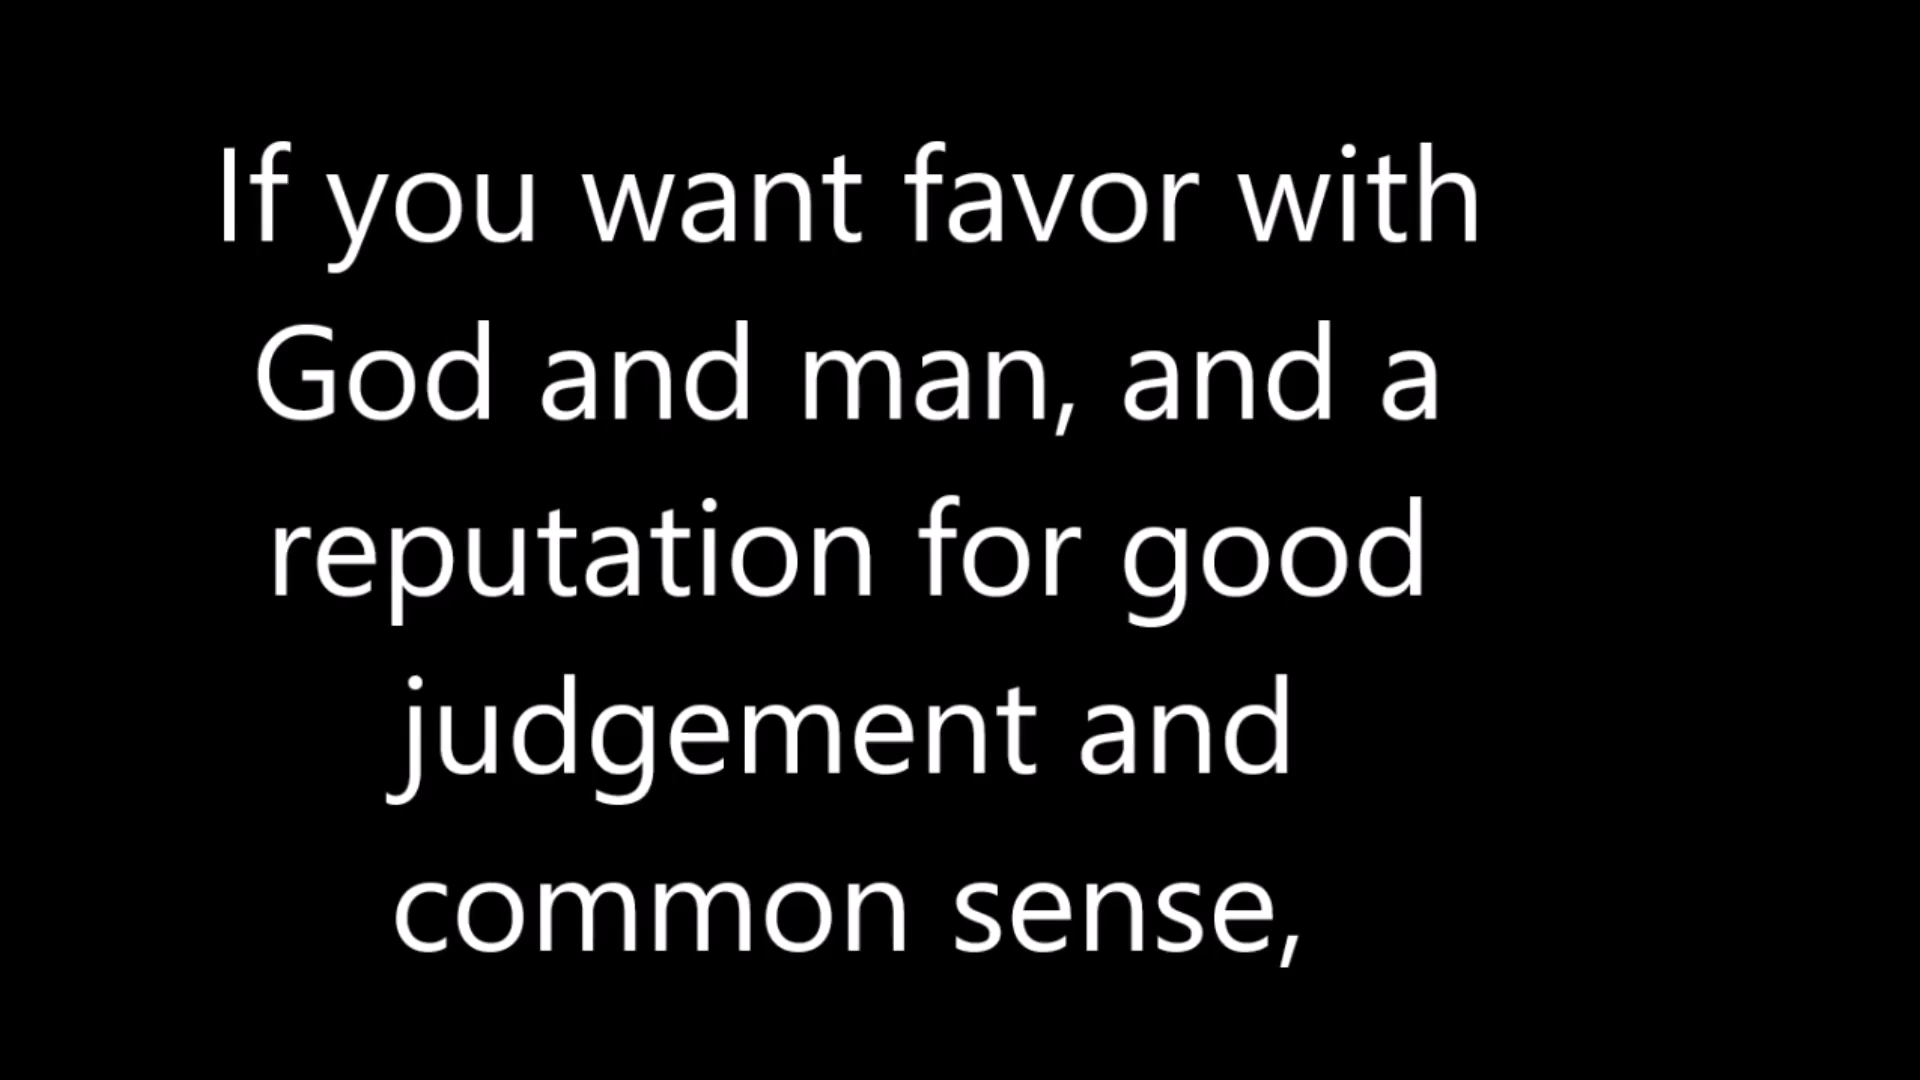 If you want favor with
God and man, and a
reputation for good
judgement and
common sense,